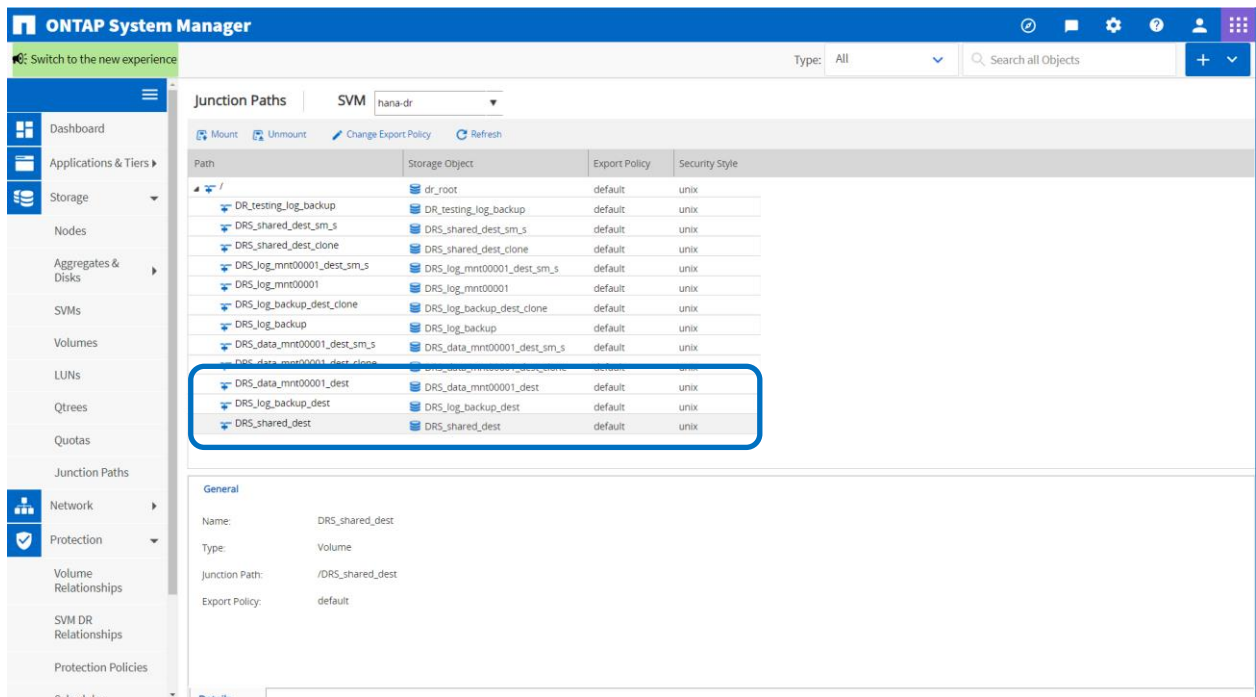 ONTAP System Manager
Switch to the new experience
Type: All
Search all Objects
Junction Paths SVM hana-dr
Mount Unmount Change Export Policy Refresh
Path Storage Object Export Policy Security Style
/ dr_root default unix
DR_testing_log_backup DR_testing_log_backup default unix
DRS_shared_dest_sm_s DRS_shared_dest_sm_s default unix
DRS_shared_dest_clone DRS_shared_dest_clone default unix
DRS_log_mnt00001_dest_sm_s DRS_log_mnt00001_dest_sm_s default unix
DRS_log_mnt00001 DRS_log_mnt00001 default unix
DRS_log_backup_dest_clone DRS_log_backup_dest_clone default unix
DRS_log_backup DRS_log_backup default unix
DRS_data_mnt00001_dest_sm_s DRS_data_mnt00001_dest_sm_s default unix
DRS_data_mnt00001_dest_clone DRS_data_mnt00001_dest_clone default unix
DRS_data_mnt00001_dest DRS_data_mnt00001_dest default unix
DRS_log_backup_dest DRS_log_backup_dest default unix
DRS_shared_dest DRS_shared_dest default unix
Dashboard
Applications & Tiers
Storage
Nodes
Aggregates &
Disks
SVMs
Volumes
LUNs
Qtrees
Quotas
Junction Paths
Network
Protection
Volume
Relationships
SVM DR
Relationships
Protection Policies
General
Name: DRS_shared_dest
Type: Volume
Junction Path: /DRS_shared_dest
Export Policy: default